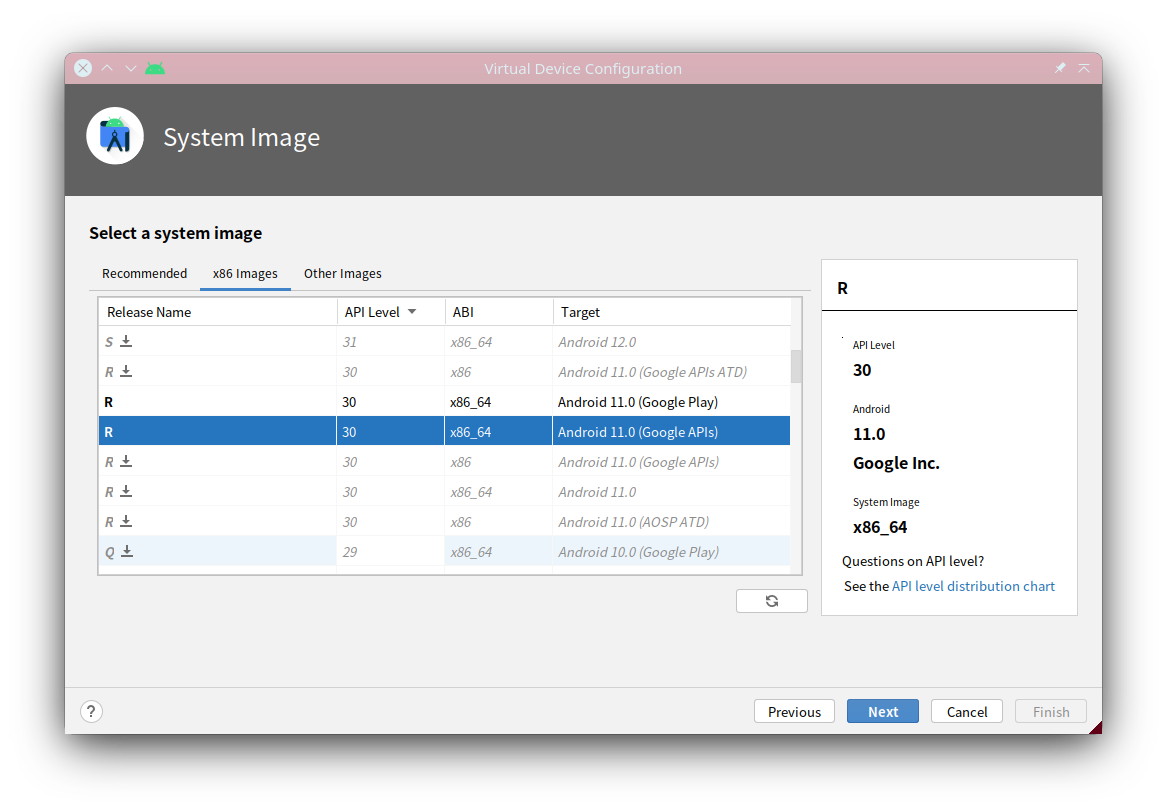 Virtual Device Configuration
System Image
Select a system image
Recommended x86 Images Other Images
Release Name API Level ABI Target
S 31 x86_64 Android 12.0
R 30 x86 Android 11.0 (Google APIs ATD)
R 30 x86_64 Android 11.0 (Google Play)
R 30 x86_64 Android 11.0 (Google APIs)
R 30 x86 Android 11.0 (Google APIs)
R 30 x86_64 Android 11.0
R 30 x86 Android 11.0 (AOSP ATD)
Q 29 x86_64 Android 10.0 (Google Play)
R
API Level
30
Android
11.0
Google Inc.
System Image
x86_64
Questions on API level?
See the API level distribution chart
? Previous Next Cancel Finish